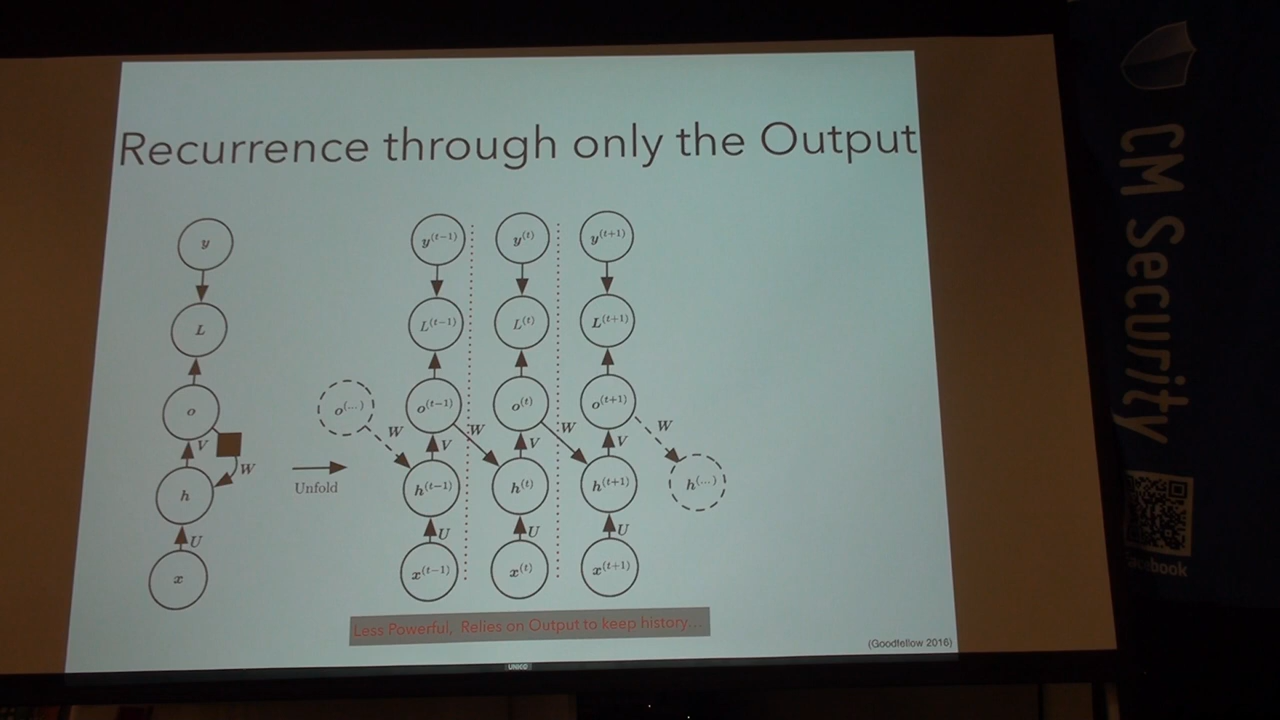 Recurrence through only the Output
y
y(t−1)
y(t)
y(t+1)
L
L(t−1)
L(t)
L(t+1)
o
o(...)
o(t−1)
o(t)
o(t+1)
W
W
W
W
V
V
V
V
W
h
Unfold
h(t−1)
h(t)
h(t+1)
h(...)
U
U
U
U
x
x(t−1)
x(t)
x(t+1)
Less Powerful, Relies on Output to keep history...
(Goodfellow 2016)
CM Security